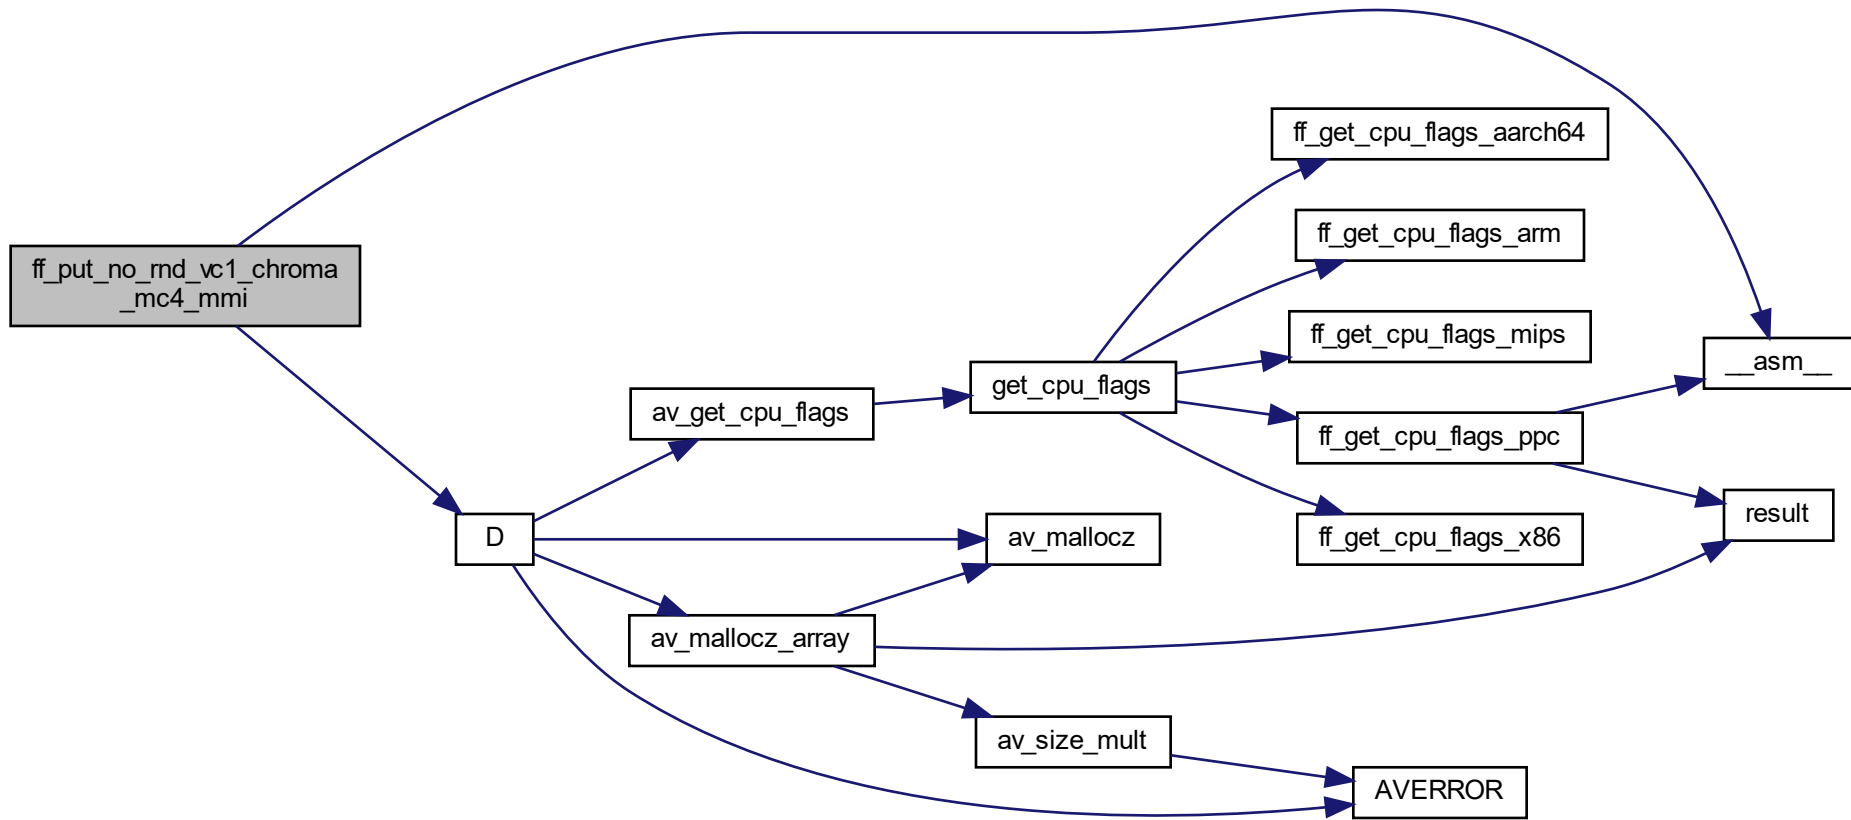 ff_put_no_rnd_vc1_chroma
_mc4_mmi
D
av_get_cpu_flags
get_cpu_flags
ff_get_cpu_flags_aarch64
ff_get_cpu_flags_arm
ff_get_cpu_flags_mips
ff_get_cpu_flags_ppc
ff_get_cpu_flags_x86
__asm__
result
av_mallocz
av_mallocz_array
av_size_mult
AVERROR